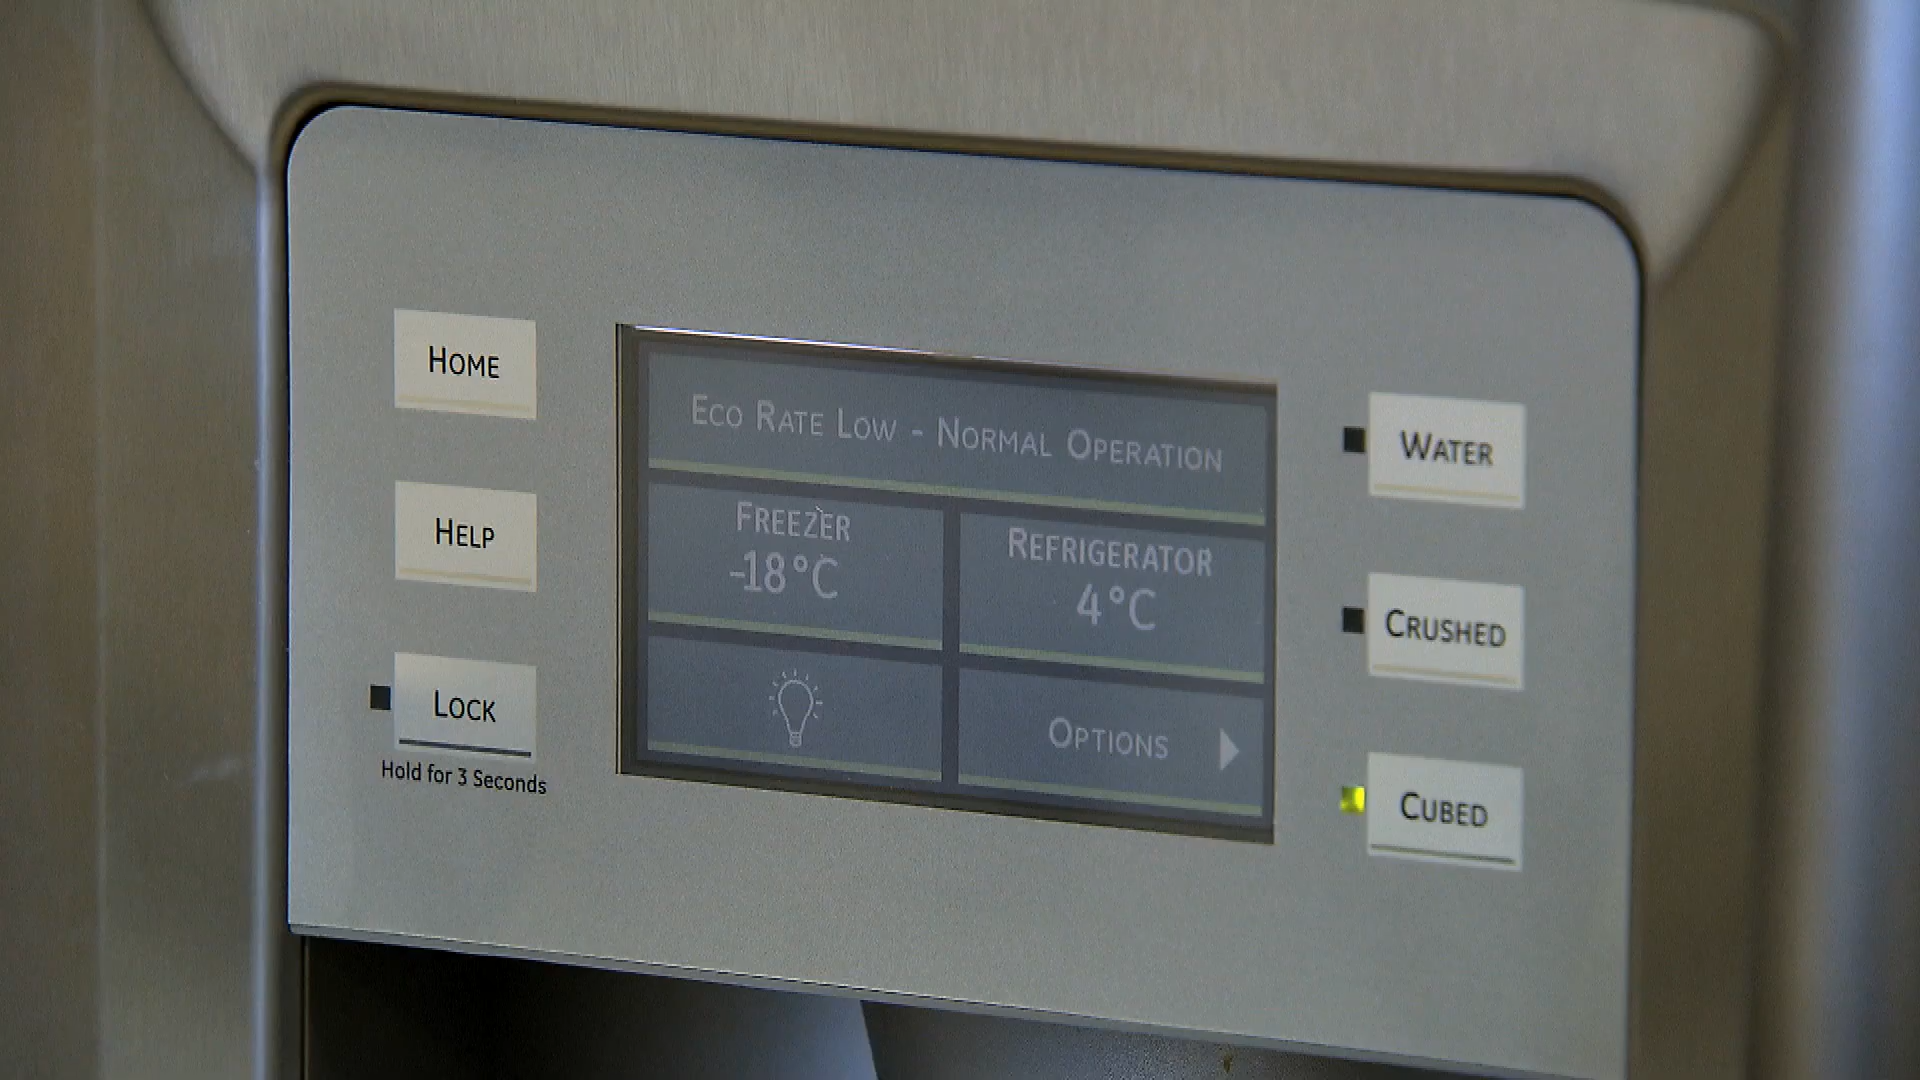 HOME
HELP
LOCK
Hold for 3 Seconds
ECO RATE LOW - NORMAL OPERATION
FREEZER
-18°C
REFRIGERATOR
4°C
OPTIONS
WATER
CRUSHED
CUBED